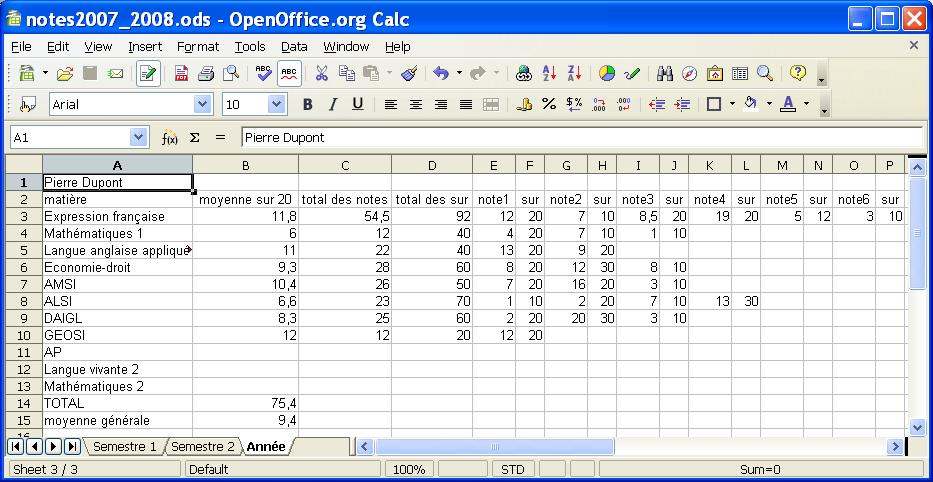 notes2007_2008.ods - OpenOffice.org Calc
File Edit View Insert Format Tools Data Window Help
Arial 10 B I U
A1 f(x) Σ = Pierre Dupont
A B C D E F G H I J K L M N O P
1 Pierre Dupont
2 matière moyenne sur 20 total des notes total des sur note1 sur note2 sur note3 sur note4 sur note5 sur note6 sur
3 Expression française 11,8 54,5 92 12 20 7 10 8,5 20 19 20 5 12 3 10
4 Mathématiques 1 6 12 40 4 20 7 10 1 10
5 Langue anglaise applique 11 22 40 13 20 9 20
6 Economie-droit 9,3 28 60 8 20 12 30 8 10
7 AMSI 10,4 26 50 7 20 16 20 3 10
8 ALSI 6,6 23 70 1 10 2 20 7 10 13 30
9 DAIGL 8,3 25 60 2 20 20 30 3 10
10 GEOSI 12 12 20 12 20
11 AP
12 Langue vivante 2
13 Mathématiques 2
14 TOTAL 75,4
15 moyenne générale 9,4
Semestre 1 Semestre 2 Année
Sheet 3 / 3 Default 100% STD Sum=0